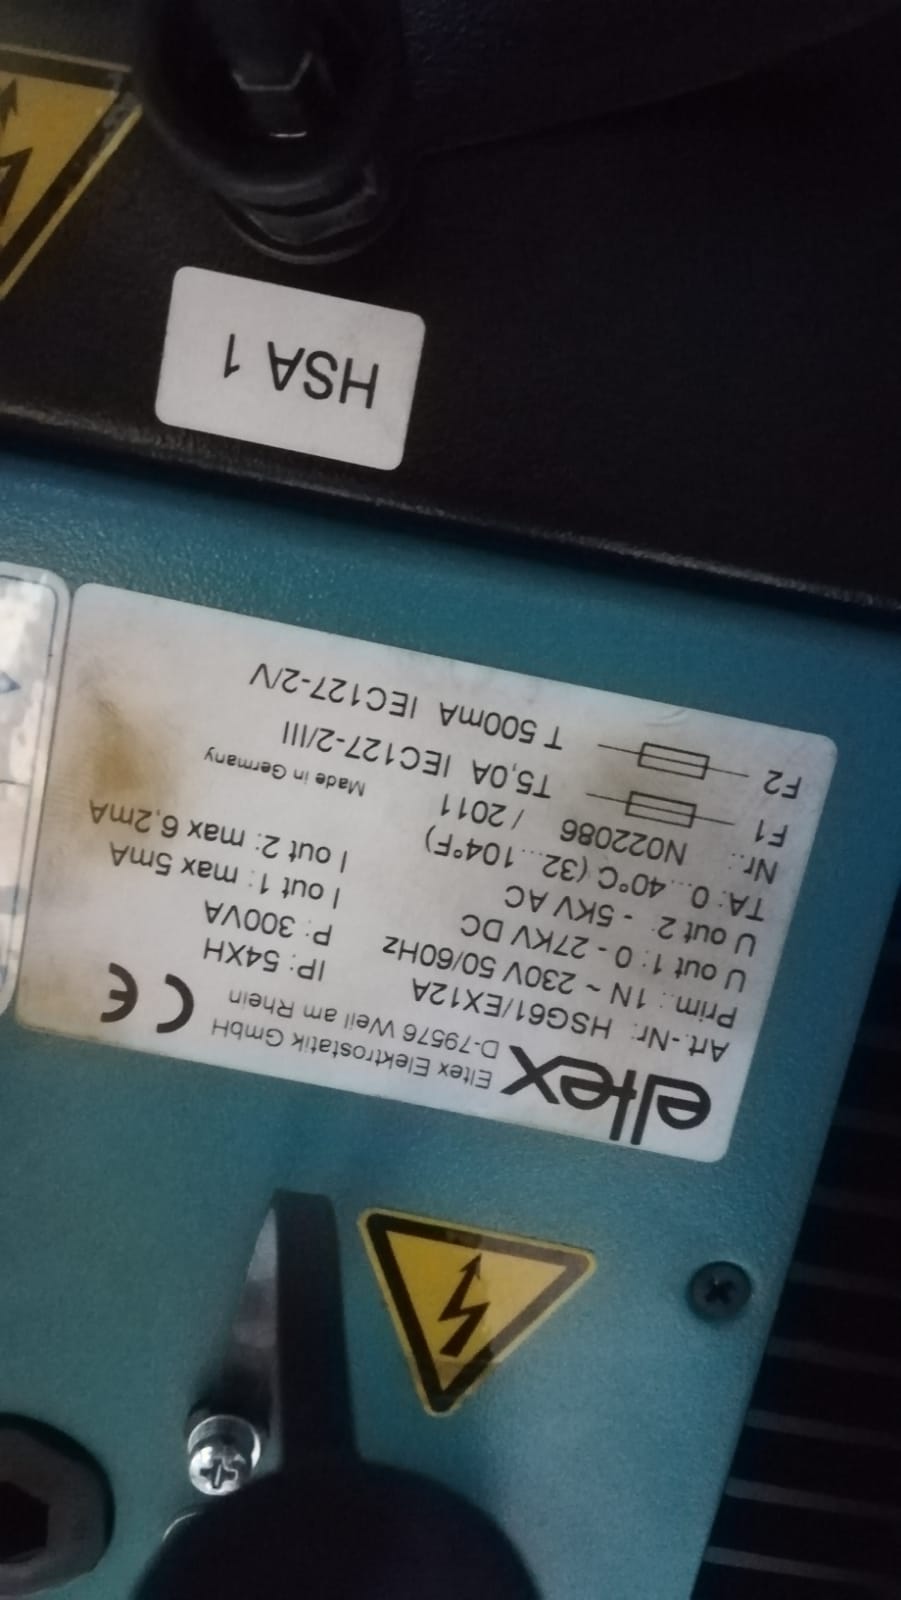 eltex
Eltex Elektrostatik GmbH
D-79576 Weil am Rhein
CE
Art.-Nr.: HSG61/EX12A IP: 54XH
Prim.: 1N ~ 230V 50/60Hz P: 300VA
U out 1: 0 - 27KV DC I out 1: max 5mA
U out 2: - 5KV AC I out 2: max 6,2mA
TA: 0...40°C (32...104°F)
Nr.: N022086 / 2011 Made in Germany
F1 T5,0A IEC127-2/III
F2 T 500mA IEC127-2/V
HSA 1